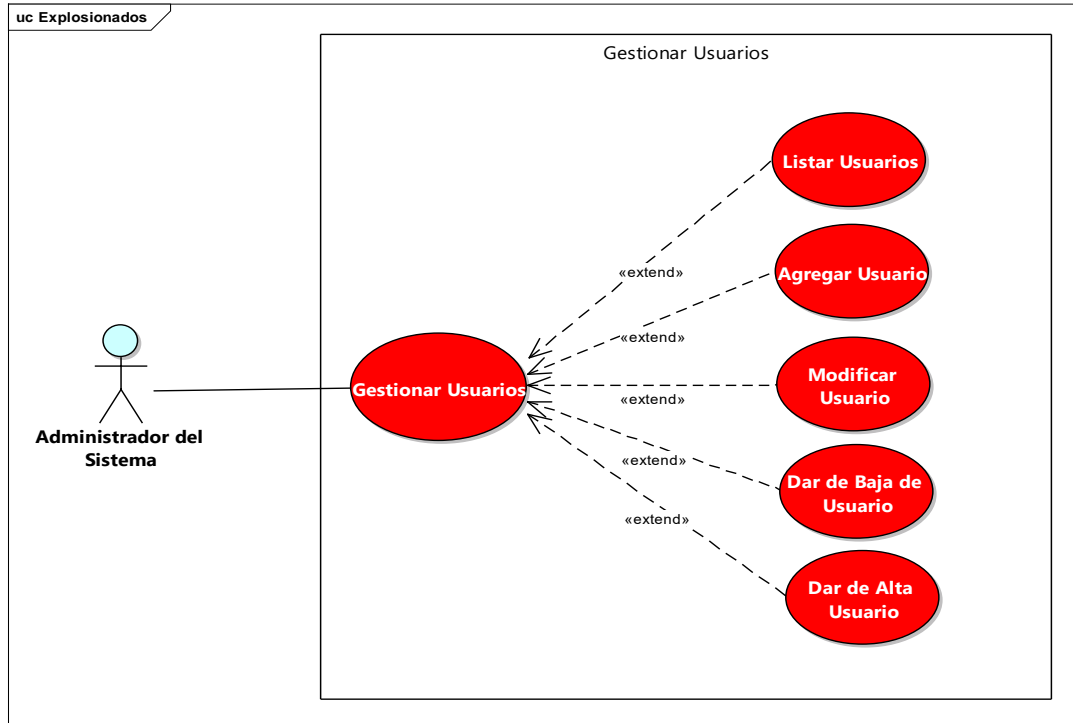 uc Explosionados
Gestionar Usuarios
Listar Usuarios
«extend»
Agregar Usuario
«extend»
Gestionar Usuarios
Modificar
Usuario
«extend»
Administrador del
Sistema
«extend»
Dar de Baja de
Usuario
«extend»
Dar de Alta
Usuario